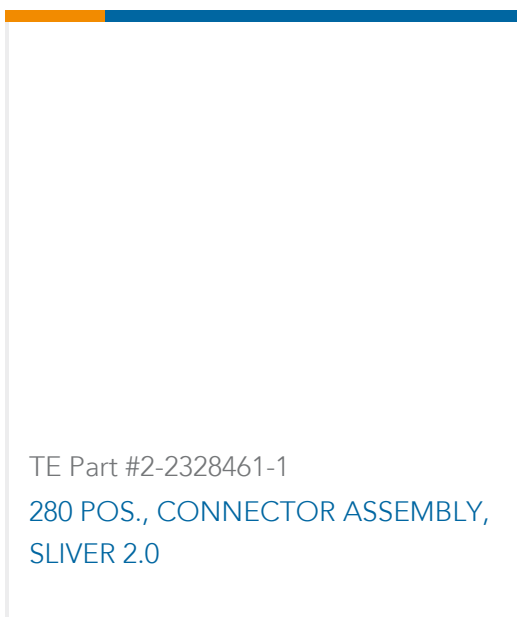 TE Part #2-2328461-1
280 POS., CONNECTOR ASSEMBLY,
SLIVER 2.0